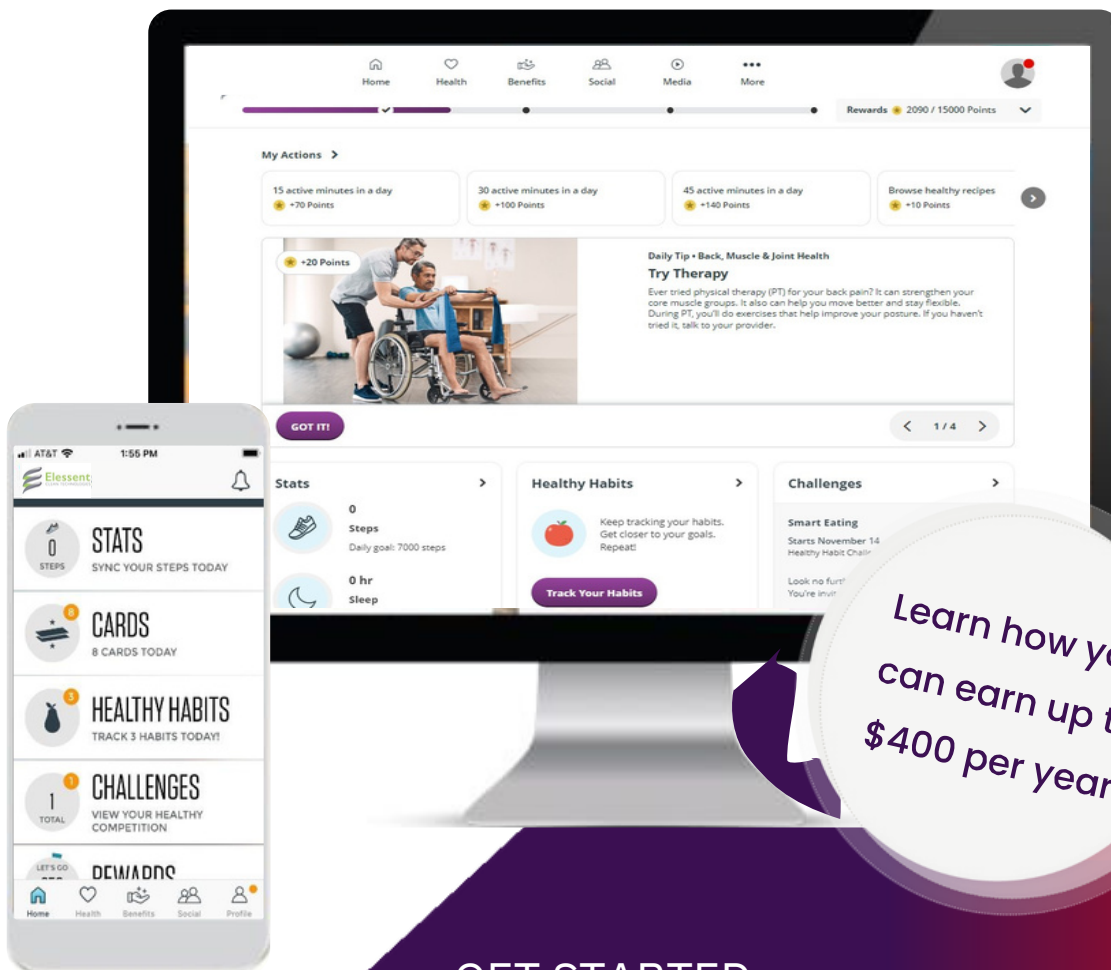 Home Health Benefits Social Media More
Rewards 2090 / 15000 Points
My Actions
15 active minutes in a day
+70 Points
30 active minutes in a day
+100 Points
45 active minutes in a day
+140 Points
Browse healthy recipes
+10 Points
+20 Points
Daily Tip • Back, Muscle & Joint Health
Try Therapy
Ever tried physical therapy (PT) for your back pain? It can strengthen your
core muscle groups. It also can help you move better and stay flexible.
During PT, you'll do exercises that help improve your posture. If you haven't
tried it, talk to your provider.
GOT IT!
1 / 4
Stats
0
Steps
Daily goal: 7000 steps
0 hr
Sleep
Healthy Habits
Keep tracking your habits.
Get closer to your goals.
Repeat!
Track Your Habits
Challenges
Smart Eating
Starts November 14
Healthy Habit
Look no
You're
AT&T 1:55 PM
Elessent
0
STEPS
STATS
SYNC YOUR STEPS TODAY
8
CARDS
8 CARDS TODAY
3
HEALTHY HABITS
TRACK 3 HABITS TODAY!
1
1
TOTAL
CHALLENGES
VIEW YOUR HEALTHY
COMPETITION
LET'S GO
REWARDS
Home Health Benefits Social Profile
Learn how
can earn up
$400 per year
GET STARTED